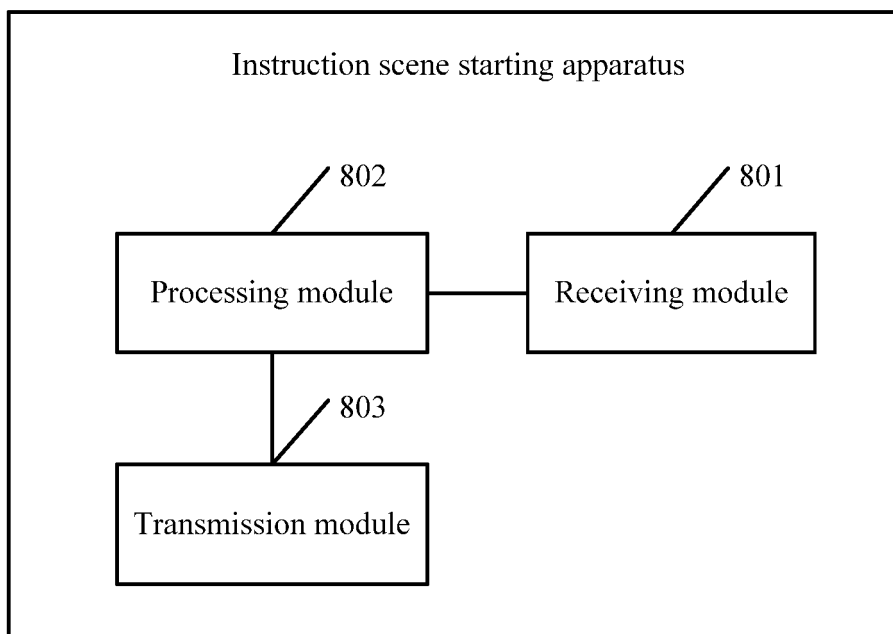 Instruction scene starting apparatus
802
801
Processing module
Receiving module
803
Transmission module